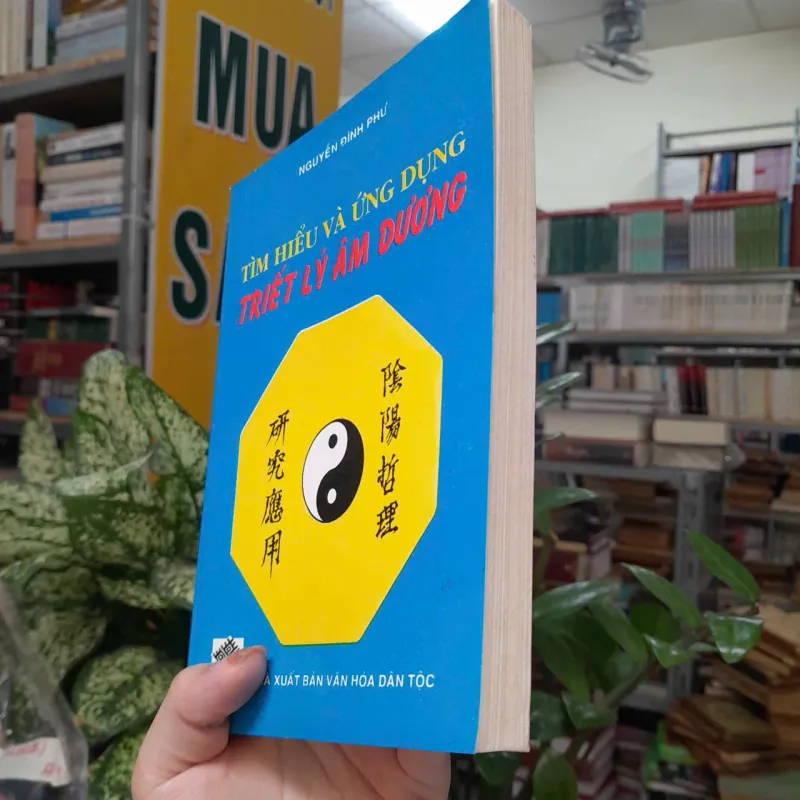 MUA
NGUYỄN ĐÌNH PHƯ
TÌM HIỂU VÀ ỨNG DỤNG
TRIẾT LÝ ÂM DƯƠNG
陰陽哲理
研究應用
XUẤT BẢN VĂN HÓA DÂN TỘC